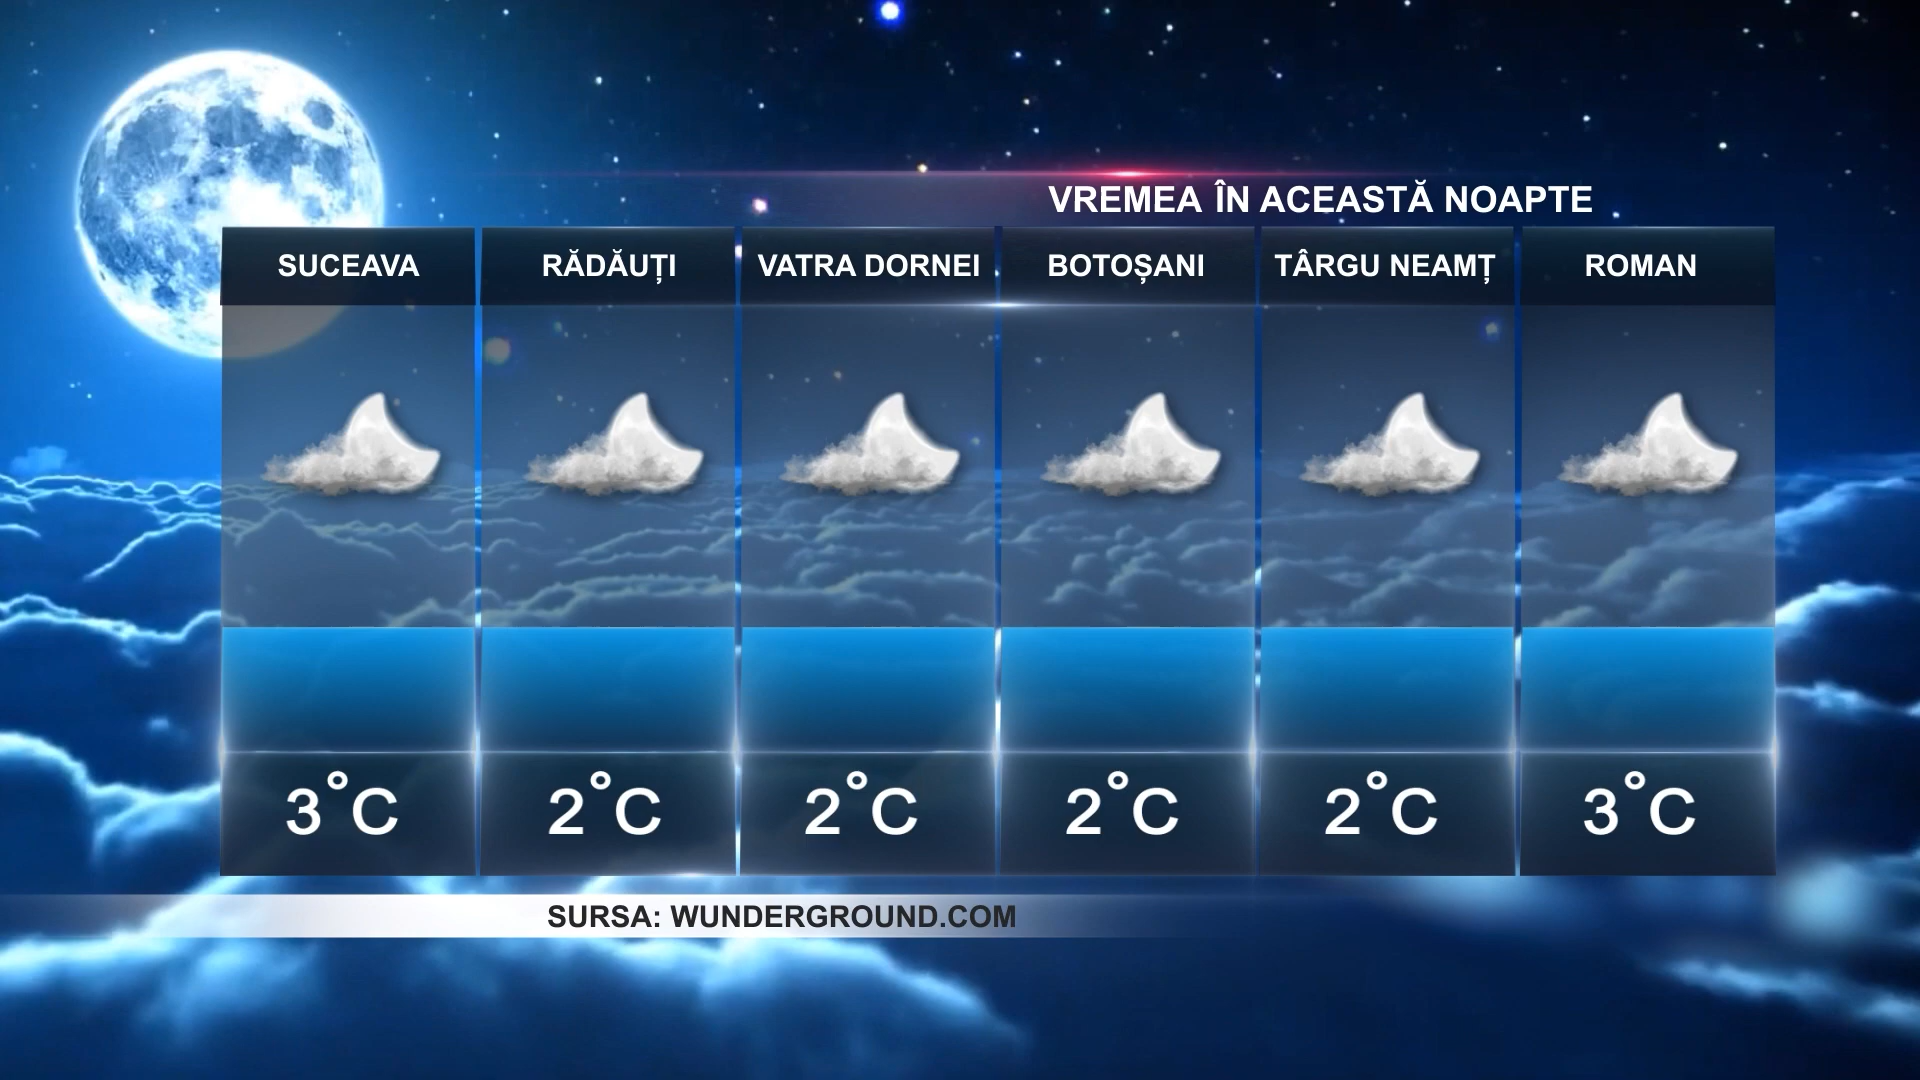 VREMEA ÎN ACEASTĂ NOAPTE
SUCEAVA RĂDĂUȚI VATRA DORNEI BOTOȘANI TÂRGU NEAMȚ ROMAN
3°C 2°C 2°C 2°C 2°C 3°C
SURSA: WUNDERGROUND.COM